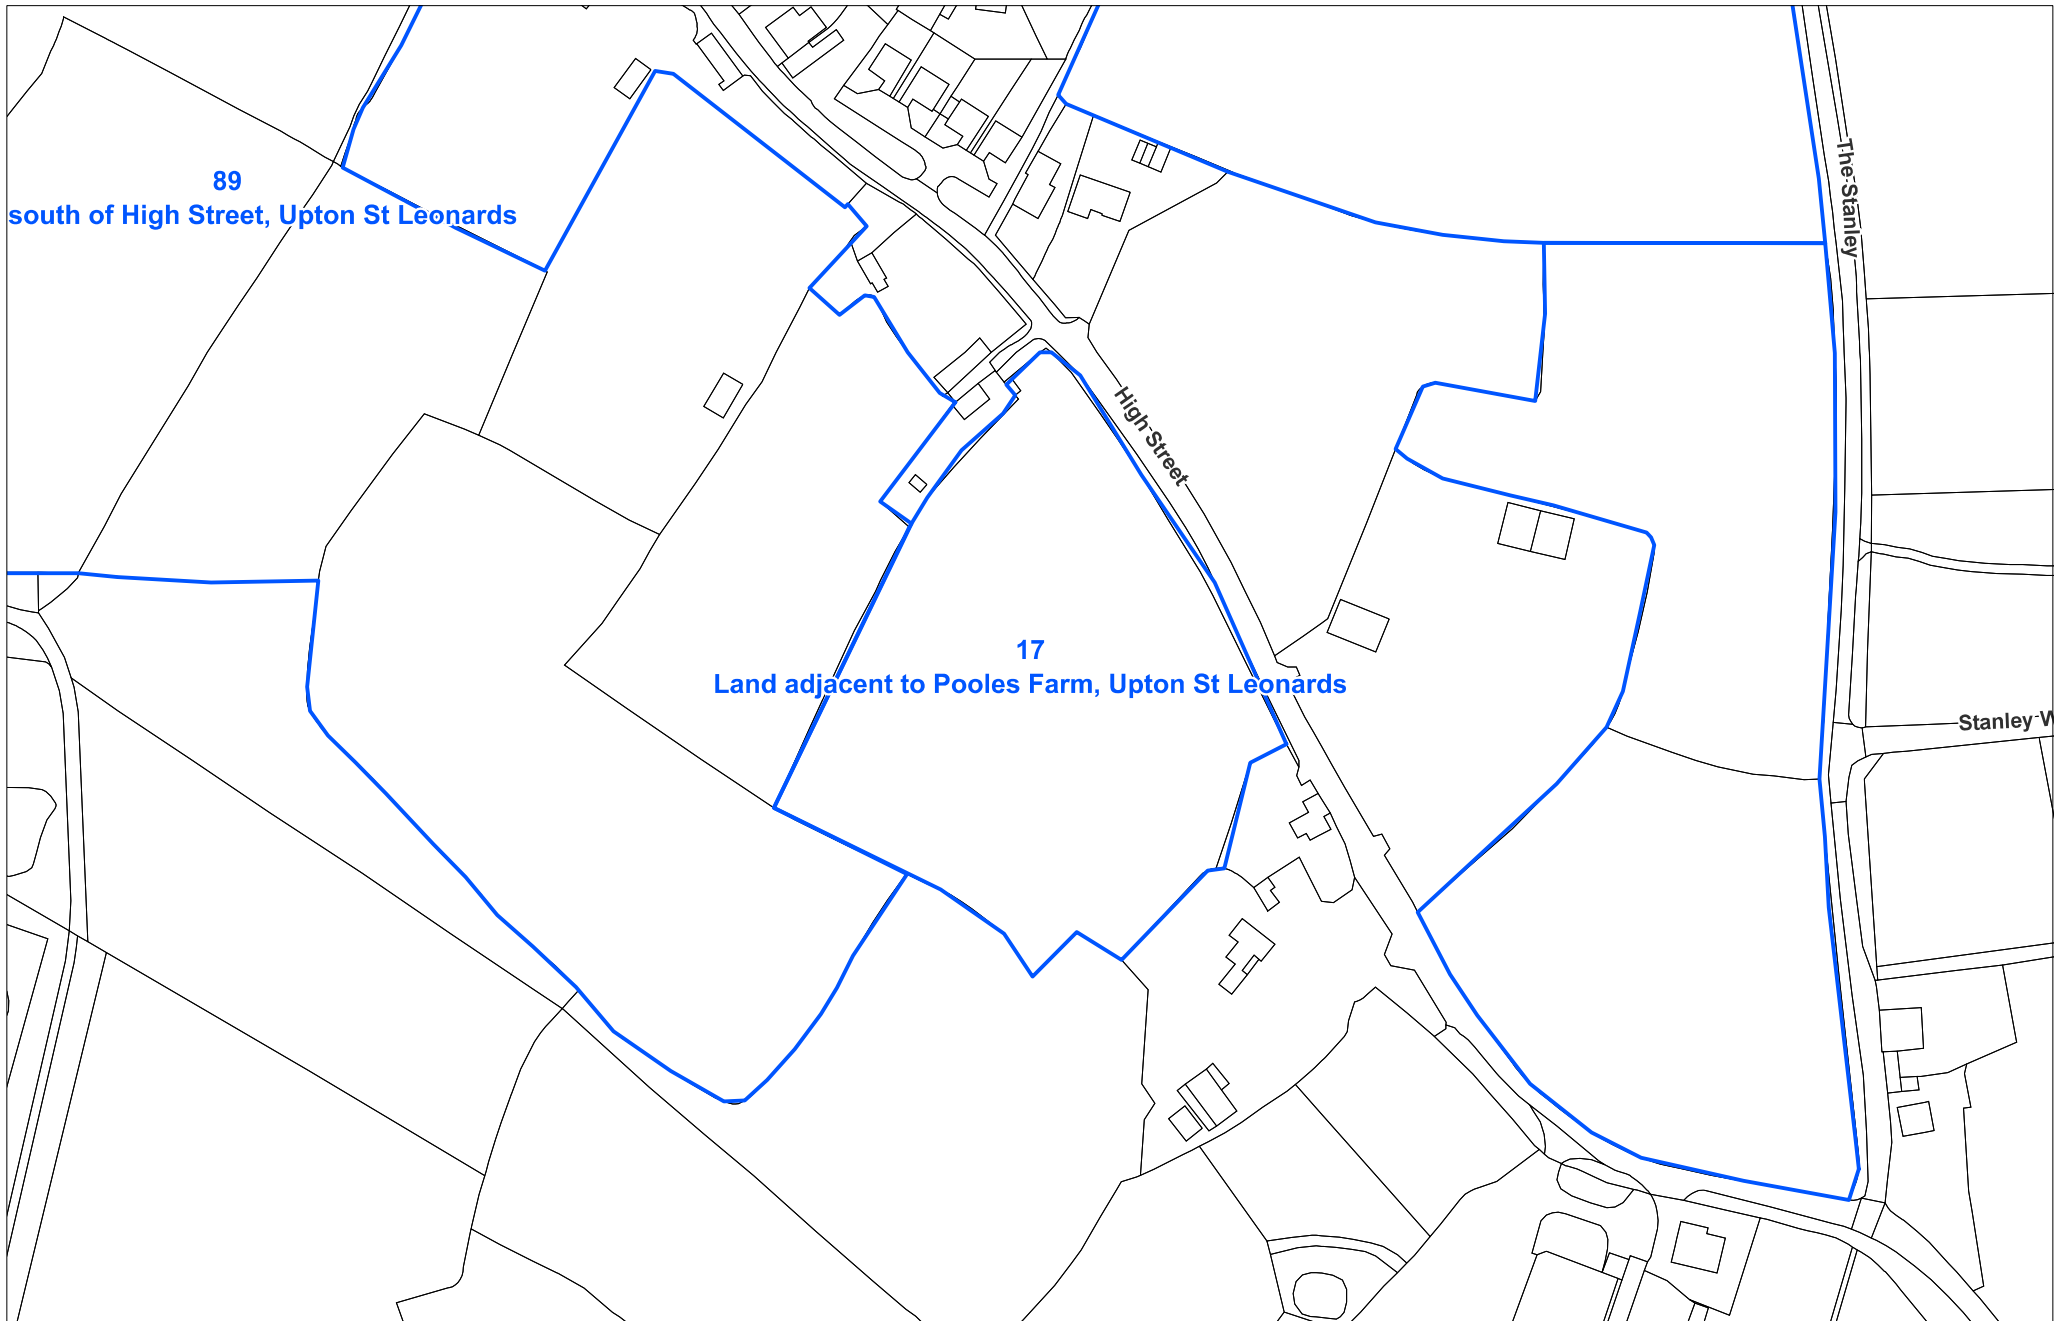 The Stanley
89
south of High Street, Upton St Leonards
High Street
17
Land adjacent to Pooles Farm, Upton St Leonards
Stanley W